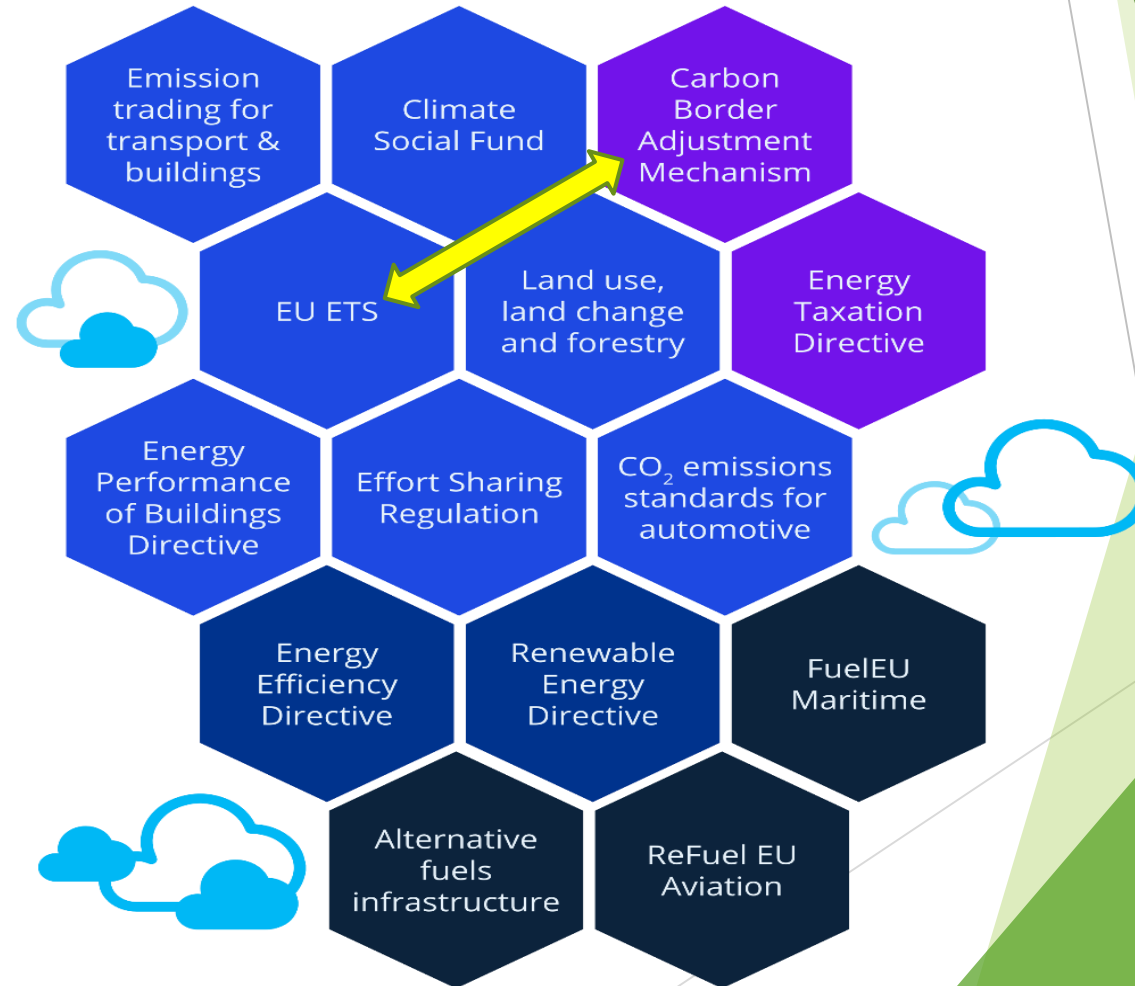 Emission
trading for
transport &
buildings
Climate
Social Fund
Carbon
Border
Adjustment
Mechanism
EU ETS
Land use,
land change
and forestry
Energy
Taxation
Directive
Energy
Performance
of Buildings
Directive
Effort Sharing
Regulation
CO₂ emissions
standards for
automotive
Energy
Efficiency
Directive
Renewable
Energy
Directive
FuelEU
Maritime
Alternative
fuels
infrastructure
ReFuel EU
Aviation